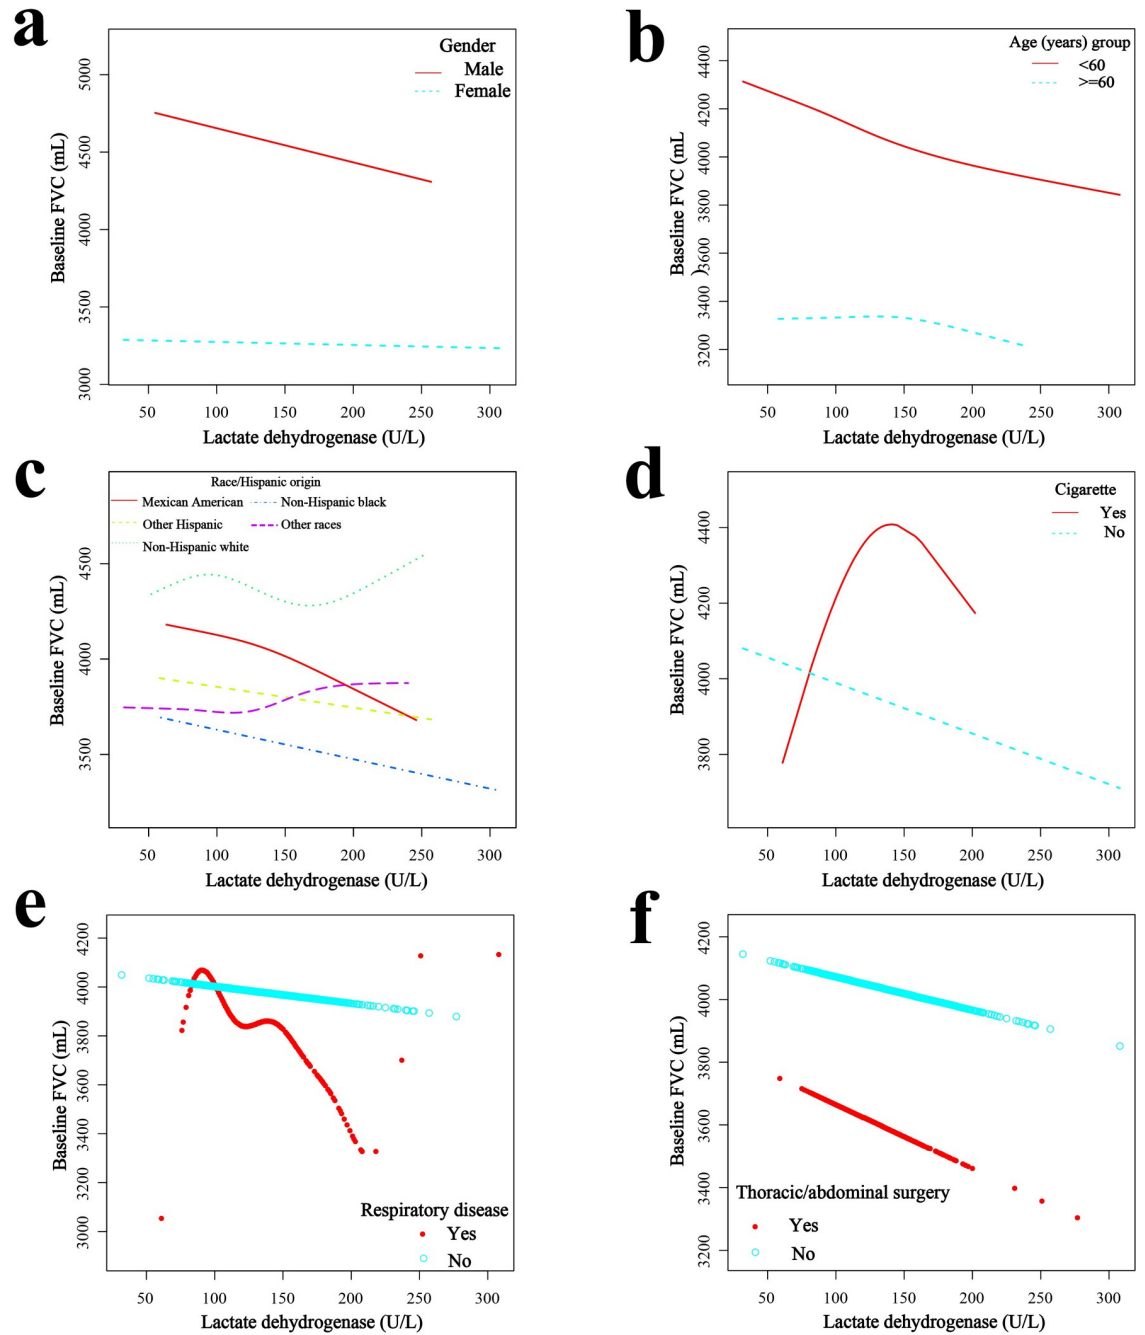 a
Gender
Male
Female
5000
4500
4000
3500
3000
Baseline FVC (mL)
50 100 150 200 250 300
Lactate dehydrogenase (U/L)
b
Age (years) group
<60
>=60
4400
4200
4000
3800
3600
3400
3200
Baseline FVC (mL
)
50 100 150 200 250 300
Lactate dehydrogenase (U/L)
c
Race/Hispanic origin
Mexican American Non-Hispanic black
Other Hispanic Other races
Non-Hispanic white
4500
4000
3500
Baseline FVC (mL)
50 100 150 200 250 300
Lactate dehydrogenase (U/L)
d
Cigarette
Yes
No
4400
4200
4000
3800
Baseline FVC (mL)
50 100 150 200 250 300
Lactate dehydrogenase (U/L)
e
4200
4000
3800
3600
3400
3200
3000
Baseline FVC (mL)
Respiratory disease
Yes
No
50 100 150 200 250 300
Lactate dehydrogenase (U/L)
f
4200
4000
3800
3600
3400
3200
Baseline FVC (mL)
Thoracic/abdominal surgery
Yes
No
50 100 150 200 250 300
Lactate dehydrogenase (U/L)